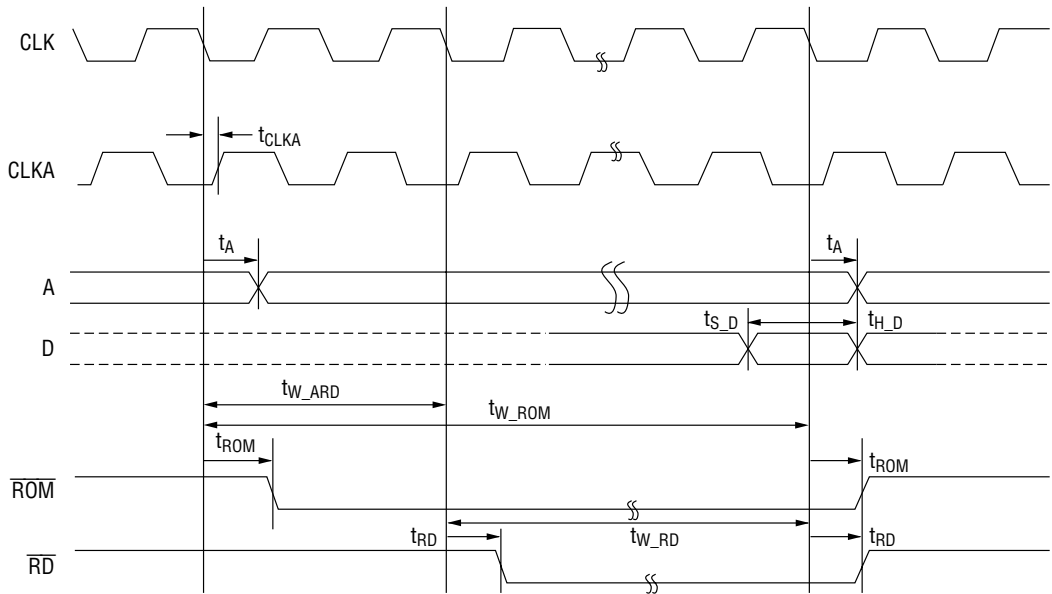 CLK
tCLKA
CLKA
tA tA
A
tS_D tH_D
D
tW_ARD
tW_ROM
tROM tROM
ROM
tRD tW_RD tRD
RD